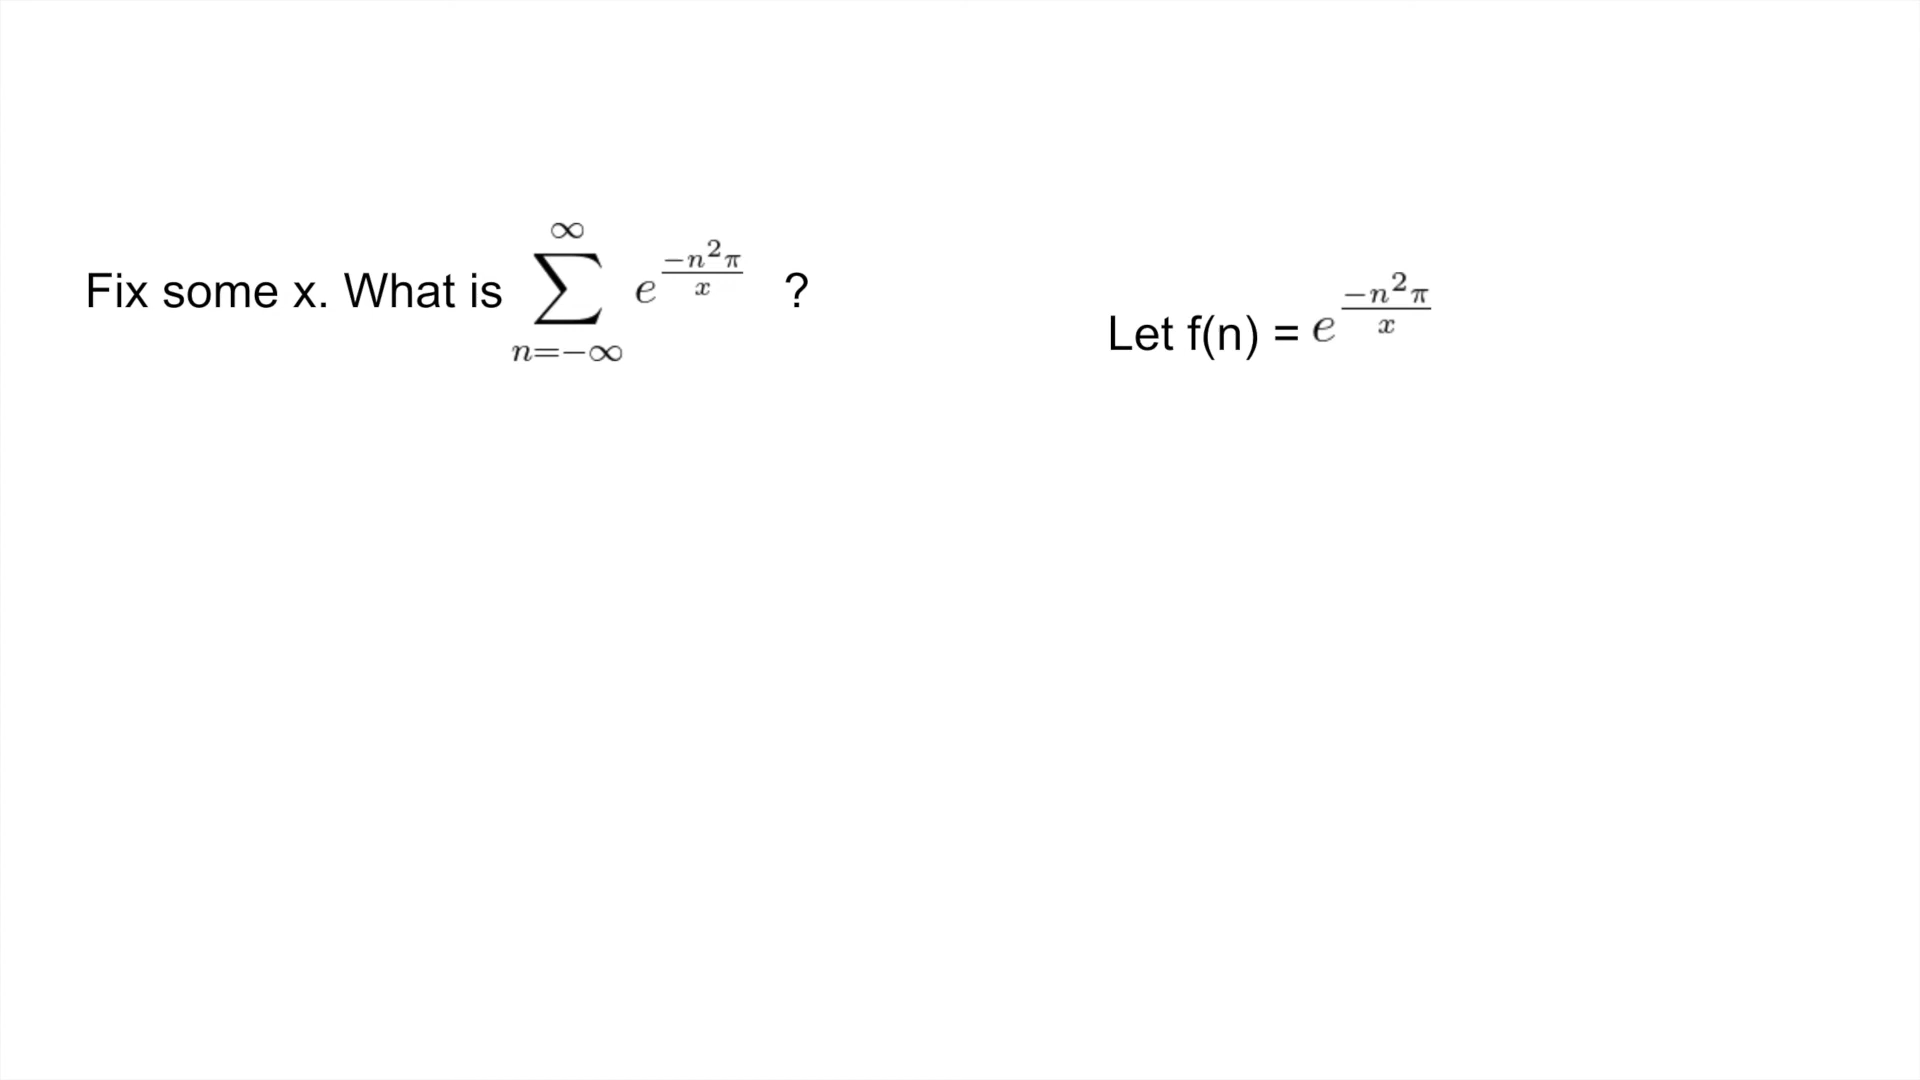 Fix some x. What is $\sum_{n=-\infty}^{\infty} e^{\frac{-n^2\pi}{x}}$ ?
Let f(n) = $e^{\frac{-n^2\pi}{x}}$